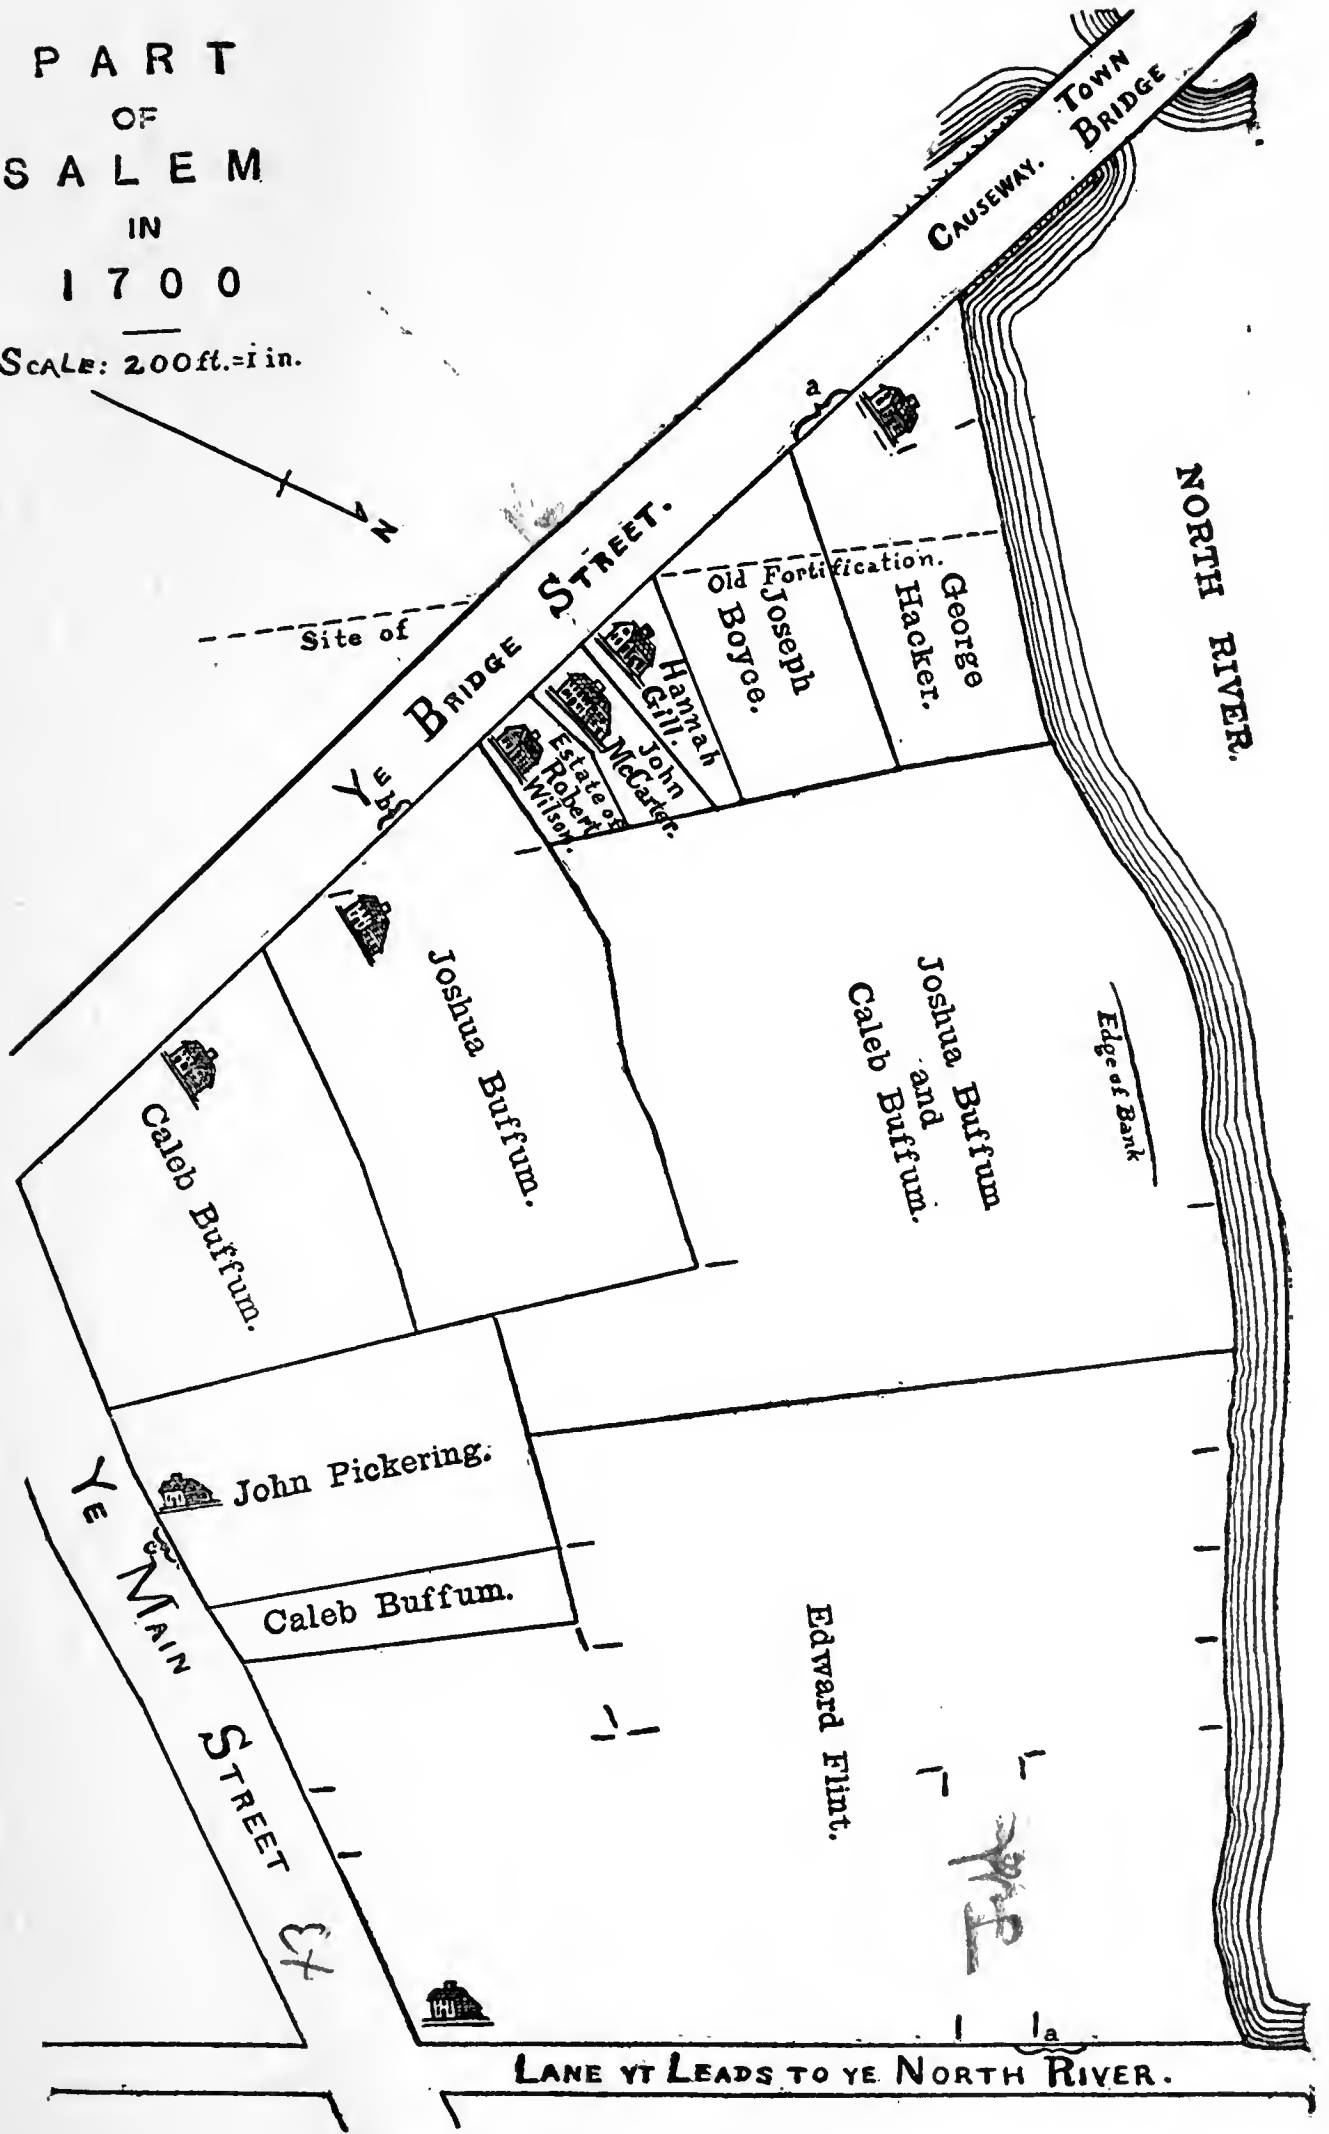 PART
OF
SALEM
IN
1700
SCALE: 200ft.=1 in.
N
TOWN
BRIDGE
CAUSEWAY.
NORTH RIVER.
a
Site of
Old Fortification.
YE BRIDGE STREET.
b
George
Hacker.
Joseph
Boyce.
Hannah
Gill.
John
McCarter.
Estate of
Robert
Wilson.
Joshua Buffum.
Caleb Buffum.
Joshua Buffum
and
Caleb Buffum.
Edge of Bank
John Pickering.
Caleb Buffum.
Edward Flint.
YE MAIN STREET
a
LANE YT LEADS TO YE NORTH RIVER.